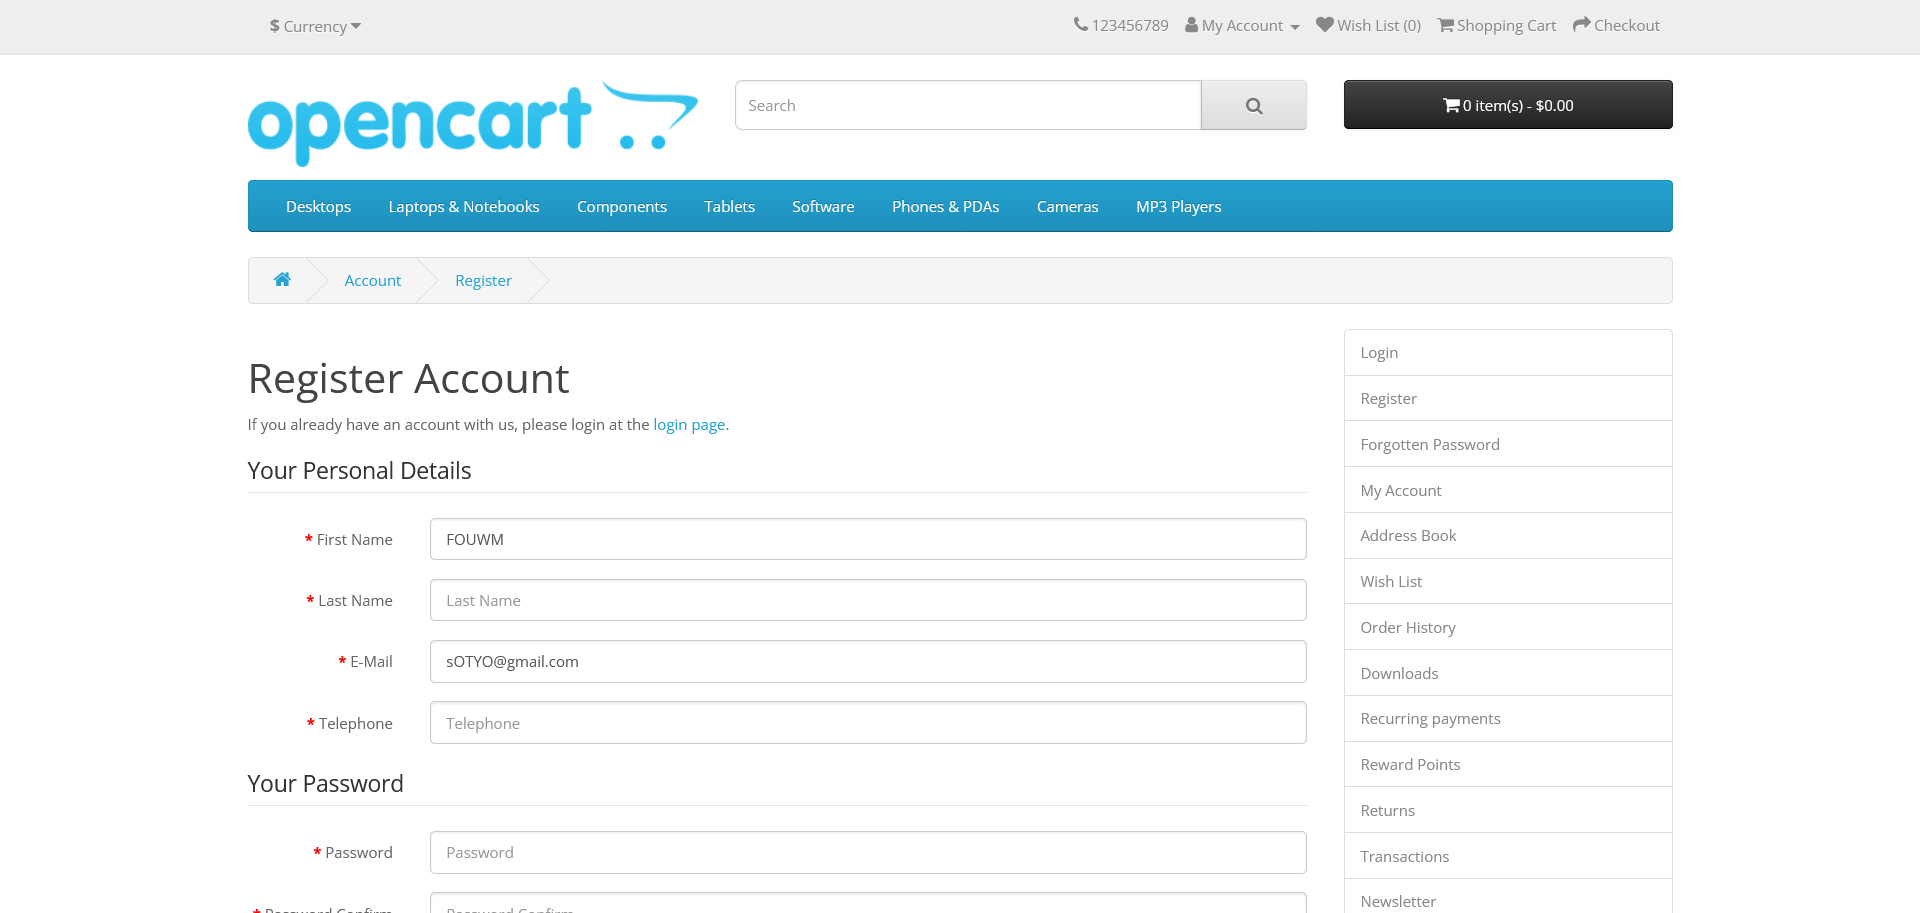 $ Currency
123456789 My Account Wish List (0) Shopping Cart Checkout
opencart
Search
0 item(s) - $0.00
Desktops Laptops & Notebooks Components Tablets Software Phones & PDAs Cameras MP3 Players
Account Register
Register Account
If you already have an account with us, please login at the login page.
Your Personal Details
* First Name FOUWM
* Last Name Last Name
* E-Mail sOTYO@gmail.com
* Telephone Telephone
Your Password
* Password Password
* Password Confirm Password Confirm
Login
Register
Forgotten Password
My Account
Address Book
Wish List
Order History
Downloads
Recurring payments
Reward Points
Returns
Transactions
Newsletter